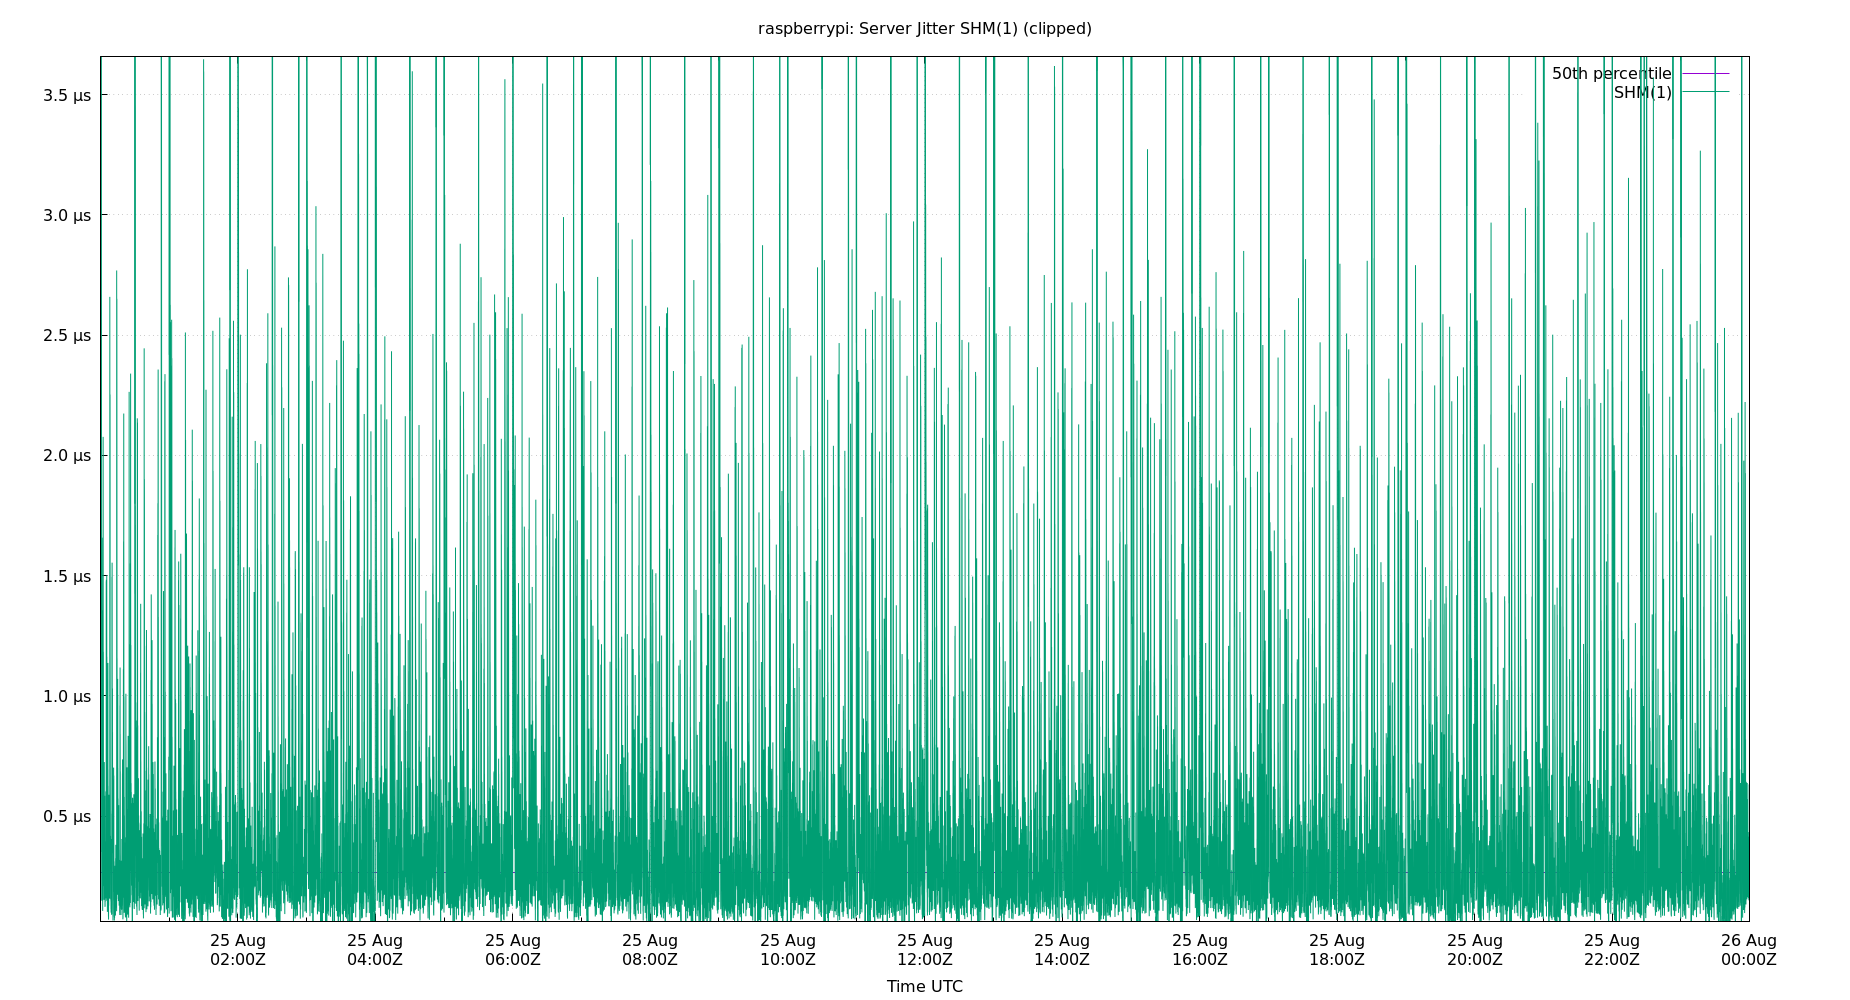 raspberrypi: Server Jitter SHM(1) (clipped)
50th percentile
SHM(1)
3.5 µs
3.0 µs
2.5 µs
2.0 µs
1.5 µs
1.0 µs
0.5 µs
25 Aug 25 Aug 25 Aug 25 Aug 25 Aug 25 Aug 25 Aug 25 Aug 25 Aug 25 Aug 25 Aug 26 Aug
02:00Z 04:00Z 06:00Z 08:00Z 10:00Z 12:00Z 14:00Z 16:00Z 18:00Z 20:00Z 22:00Z 00:00Z
Time UTC